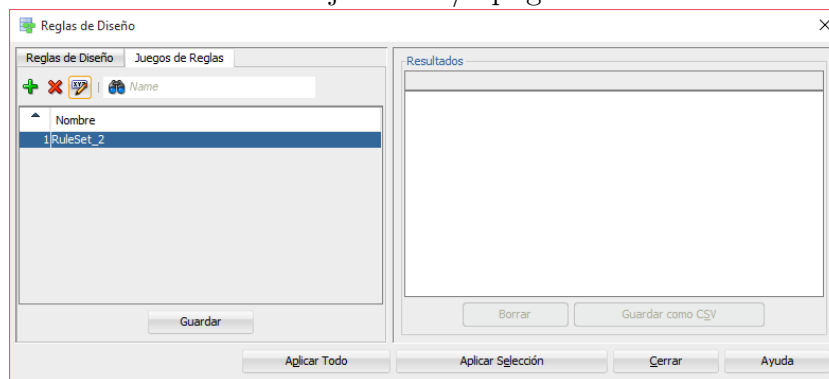 Reglas de Diseño
Reglas de Diseño Juegos de Reglas
Name
Nombre
1 RuleSet_2
Guardar
Resultados
Borrar Guardar como CSV
Aplicar Todo Aplicar Selección Cerrar Ayuda